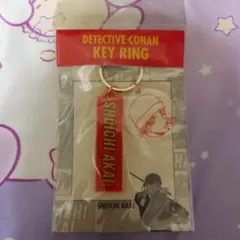 DETECTIVE CONAN
KEY RING
SHUICHI AKAI
SHUICHI AKAI